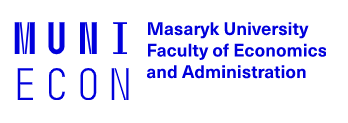 MUNI
ECON
Masaryk University
Faculty of Economics
and Administration